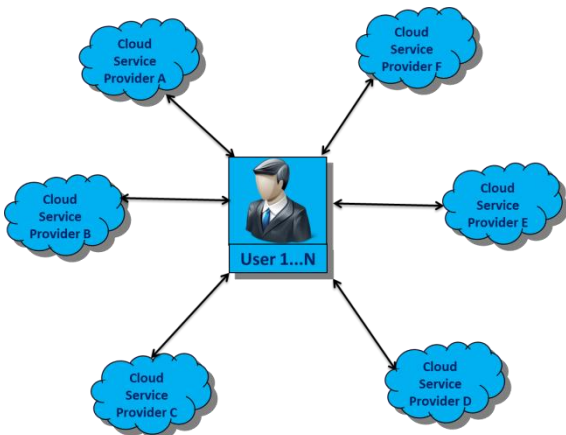 Cloud
Service
Provider A
Cloud
Service
Provider F
Cloud
Service
Provider B
User 1...N
Cloud
Service
Provider E
Cloud
Service
Provider C
Cloud
Service
Provider D